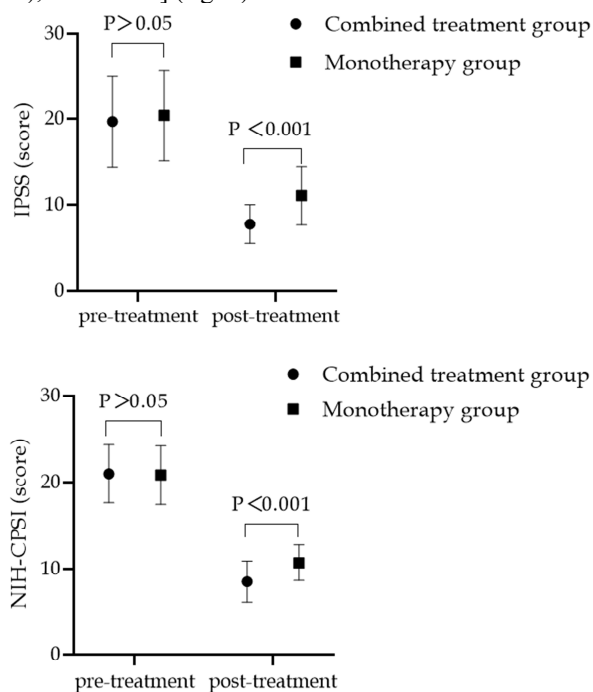 P>0.05
Combined treatment group
Monotherapy group
30
20
10
0
IPSS (score)
P <0.001
pre-treatment
post-treatment
Combined treatment group
Monotherapy group
30
20
10
0
NIH-CPSI (score)
P>0.05
P<0.001
pre-treatment
post-treatment